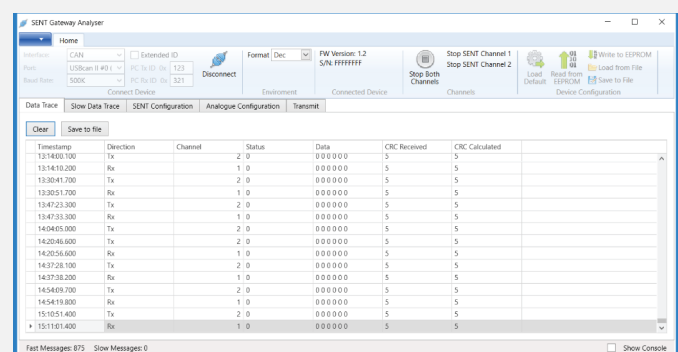 SENT Gateway Analyser
Home
Interface: CAN Extended ID Format Dec FW Version: 1.2 Stop SENT Channel 1 Write to EEPROM
Port: USBcan II #0 ( PC Tx ID 0x: 123 S/N: FFFFFFFF Stop SENT Channel 2 Load from File
Baud Rate: 500K PC Rx ID 0x: 321 Disconnect Stop Both Channels Load Default Read from EEPROM Save to File
Connect Device Enviroment Connected Device Channels Device Configuration
Data Trace Slow Data Trace SENT Configuration Analogue Configuration Transmit
Clear Save to file
Timestamp Direction Channel Status Data CRC Received CRC Calculated
13:14:00.100 Tx 2 0 0 0 0 0 0 0 5 5
13:14:10.200 Rx 1 0 0 0 0 0 0 0 5 5
13:30:41.700 Tx 2 0 0 0 0 0 0 0 5 5
13:30:51.700 Rx 1 0 0 0 0 0 0 0 5 5
13:47:23.300 Tx 2 0 0 0 0 0 0 0 5 5
13:47:33.300 Rx 1 0 0 0 0 0 0 0 5 5
14:04:05.000 Tx 2 0 0 0 0 0 0 0 5 5
14:20:46.600 Tx 2 0 0 0 0 0 0 0 5 5
14:20:56.600 Rx 1 0 0 0 0 0 0 0 5 5
14:37:28.100 Tx 2 0 0 0 0 0 0 0 5 5
14:37:38.200 Rx 1 0 0 0 0 0 0 0 5 5
14:54:09.700 Tx 2 0 0 0 0 0 0 0 5 5
14:54:19.800 Rx 1 0 0 0 0 0 0 0 5 5
15:10:51.400 Tx 2 0 0 0 0 0 0 0 5 5
15:11:01.400 Rx 1 0 0 0 0 0 0 0 5 5
Fast Messages: 875 Slow Messages: 0 Show Console